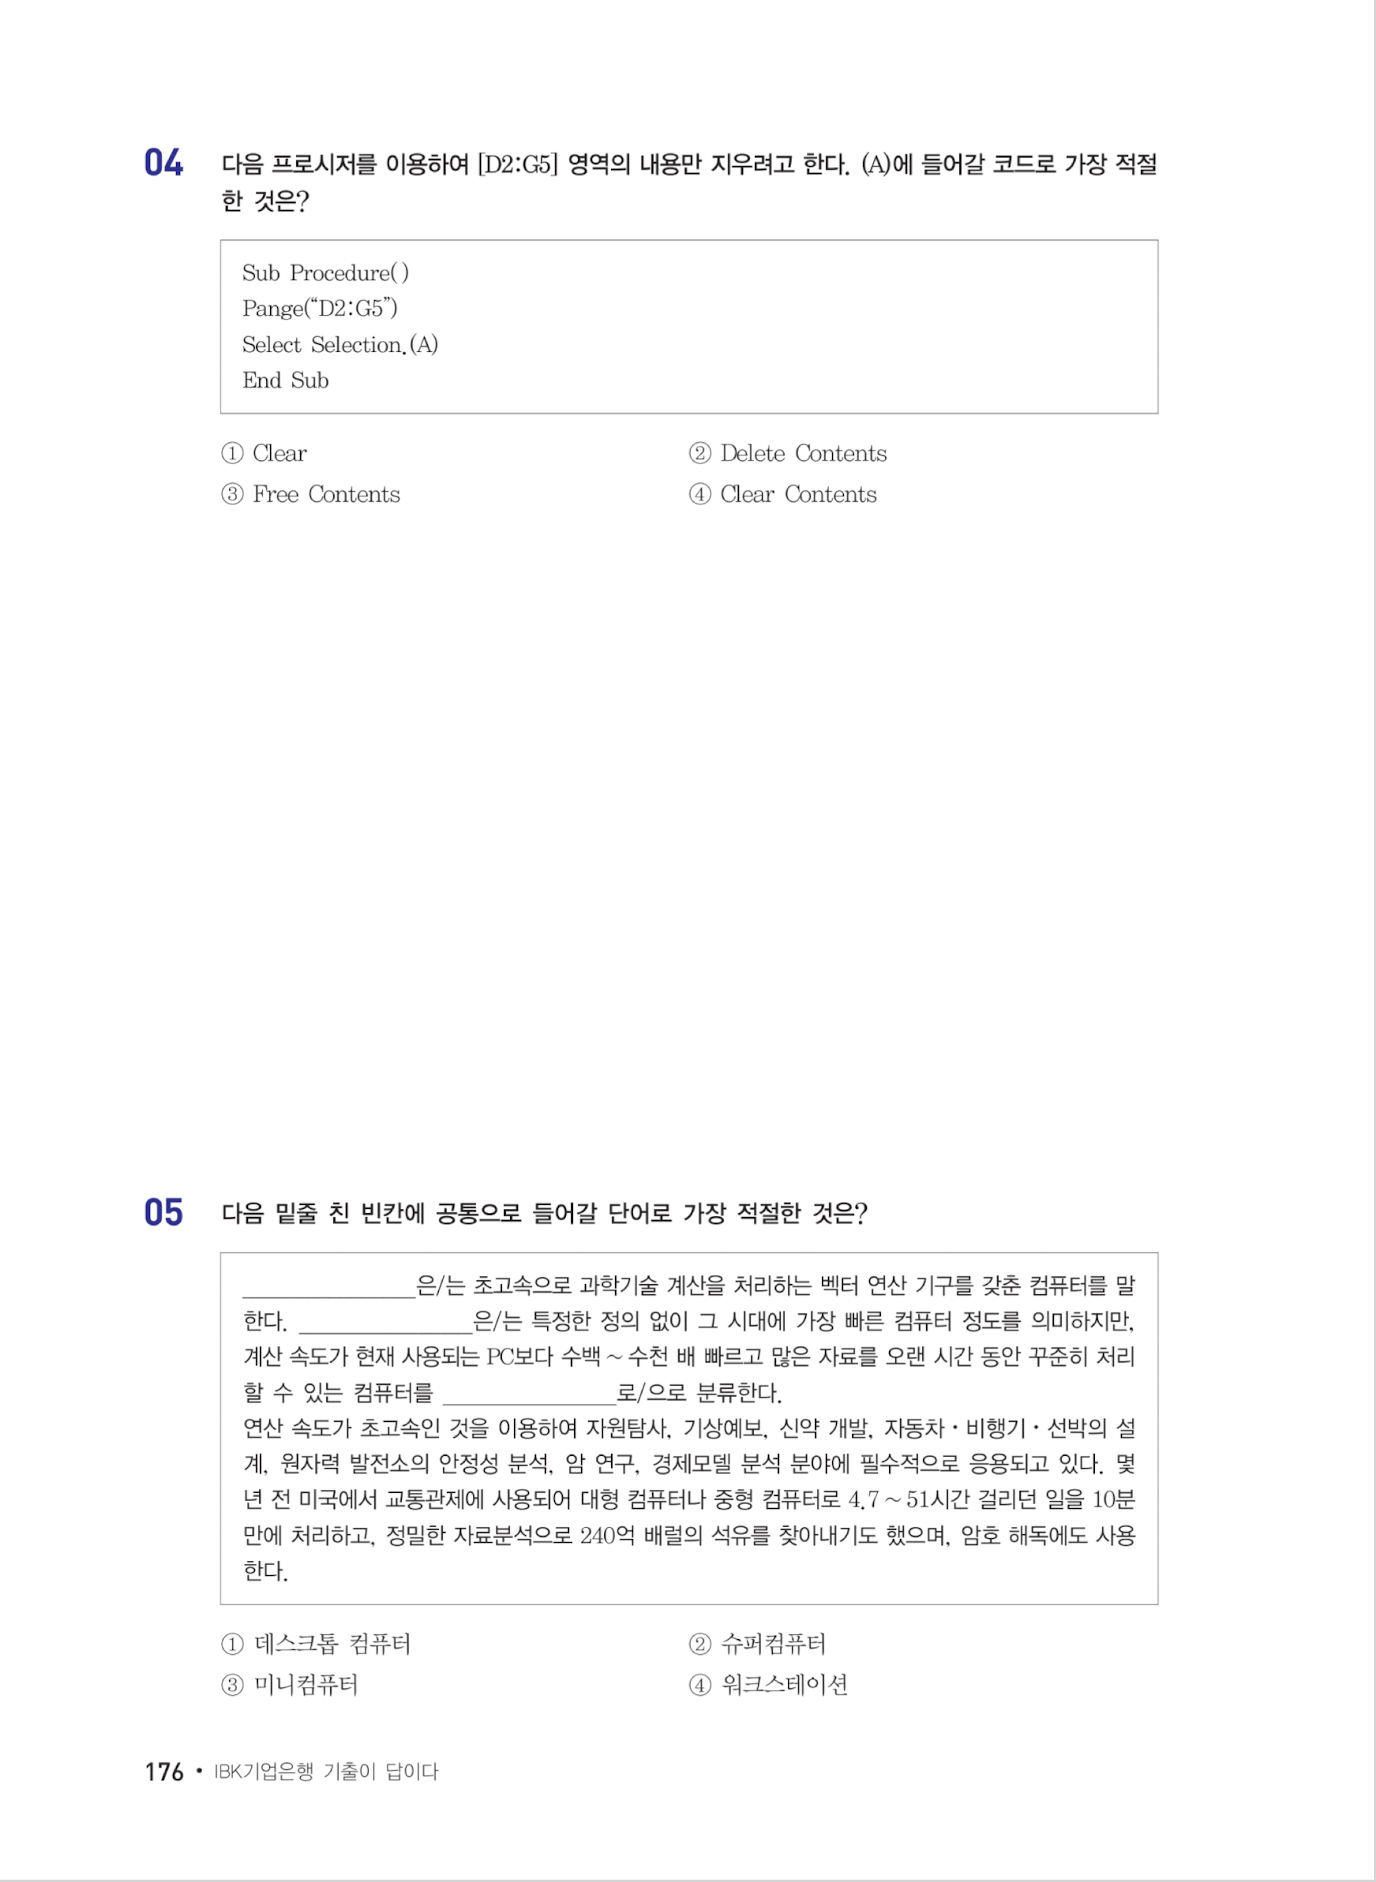 04 다음 프로시저를 이용하여 [D2:G5] 영역의 내용만 지우려고 한다. (A)에 들어갈 코드로 가장 적절
한 것은?
Sub Procedure( )
Pange(“D2:G5”)
Select Selection.(A)
End Sub
① Clear ② Delete Contents
③ Free Contents ④ Clear Contents
05 다음 밑줄 친 빈칸에 공통으로 들어갈 단어로 가장 적절한 것은?
________________은/는 초고속으로 과학기술 계산을 처리하는 벡터 연산 기구를 갖춘 컴퓨터를 말
한다. ________________은/는 특정한 정의 없이 그 시대에 가장 빠른 컴퓨터 정도를 의미하지만,
계산 속도가 현재 사용되는 PC보다 수백 ~ 수천 배 빠르고 많은 자료를 오랜 시간 동안 꾸준히 처리
할 수 있는 컴퓨터를 ________________로/으로 분류한다.
연산 속도가 초고속인 것을 이용하여 자원탐사, 기상예보, 신약 개발, 자동차・비행기・선박의 설
계, 원자력 발전소의 안정성 분석, 암 연구, 경제모델 분석 분야에 필수적으로 응용되고 있다. 몇
년 전 미국에서 교통관제에 사용되어 대형 컴퓨터나 중형 컴퓨터로 4.7 ~ 51시간 걸리던 일을 10분
만에 처리하고, 정밀한 자료분석으로 240억 배럴의 석유를 찾아내기도 했으며, 암호 해독에도 사용
한다.
① 데스크톱 컴퓨터 ② 슈퍼컴퓨터
③ 미니컴퓨터 ④ 워크스테이션
176 • IBK기업은행 기출이 답이다